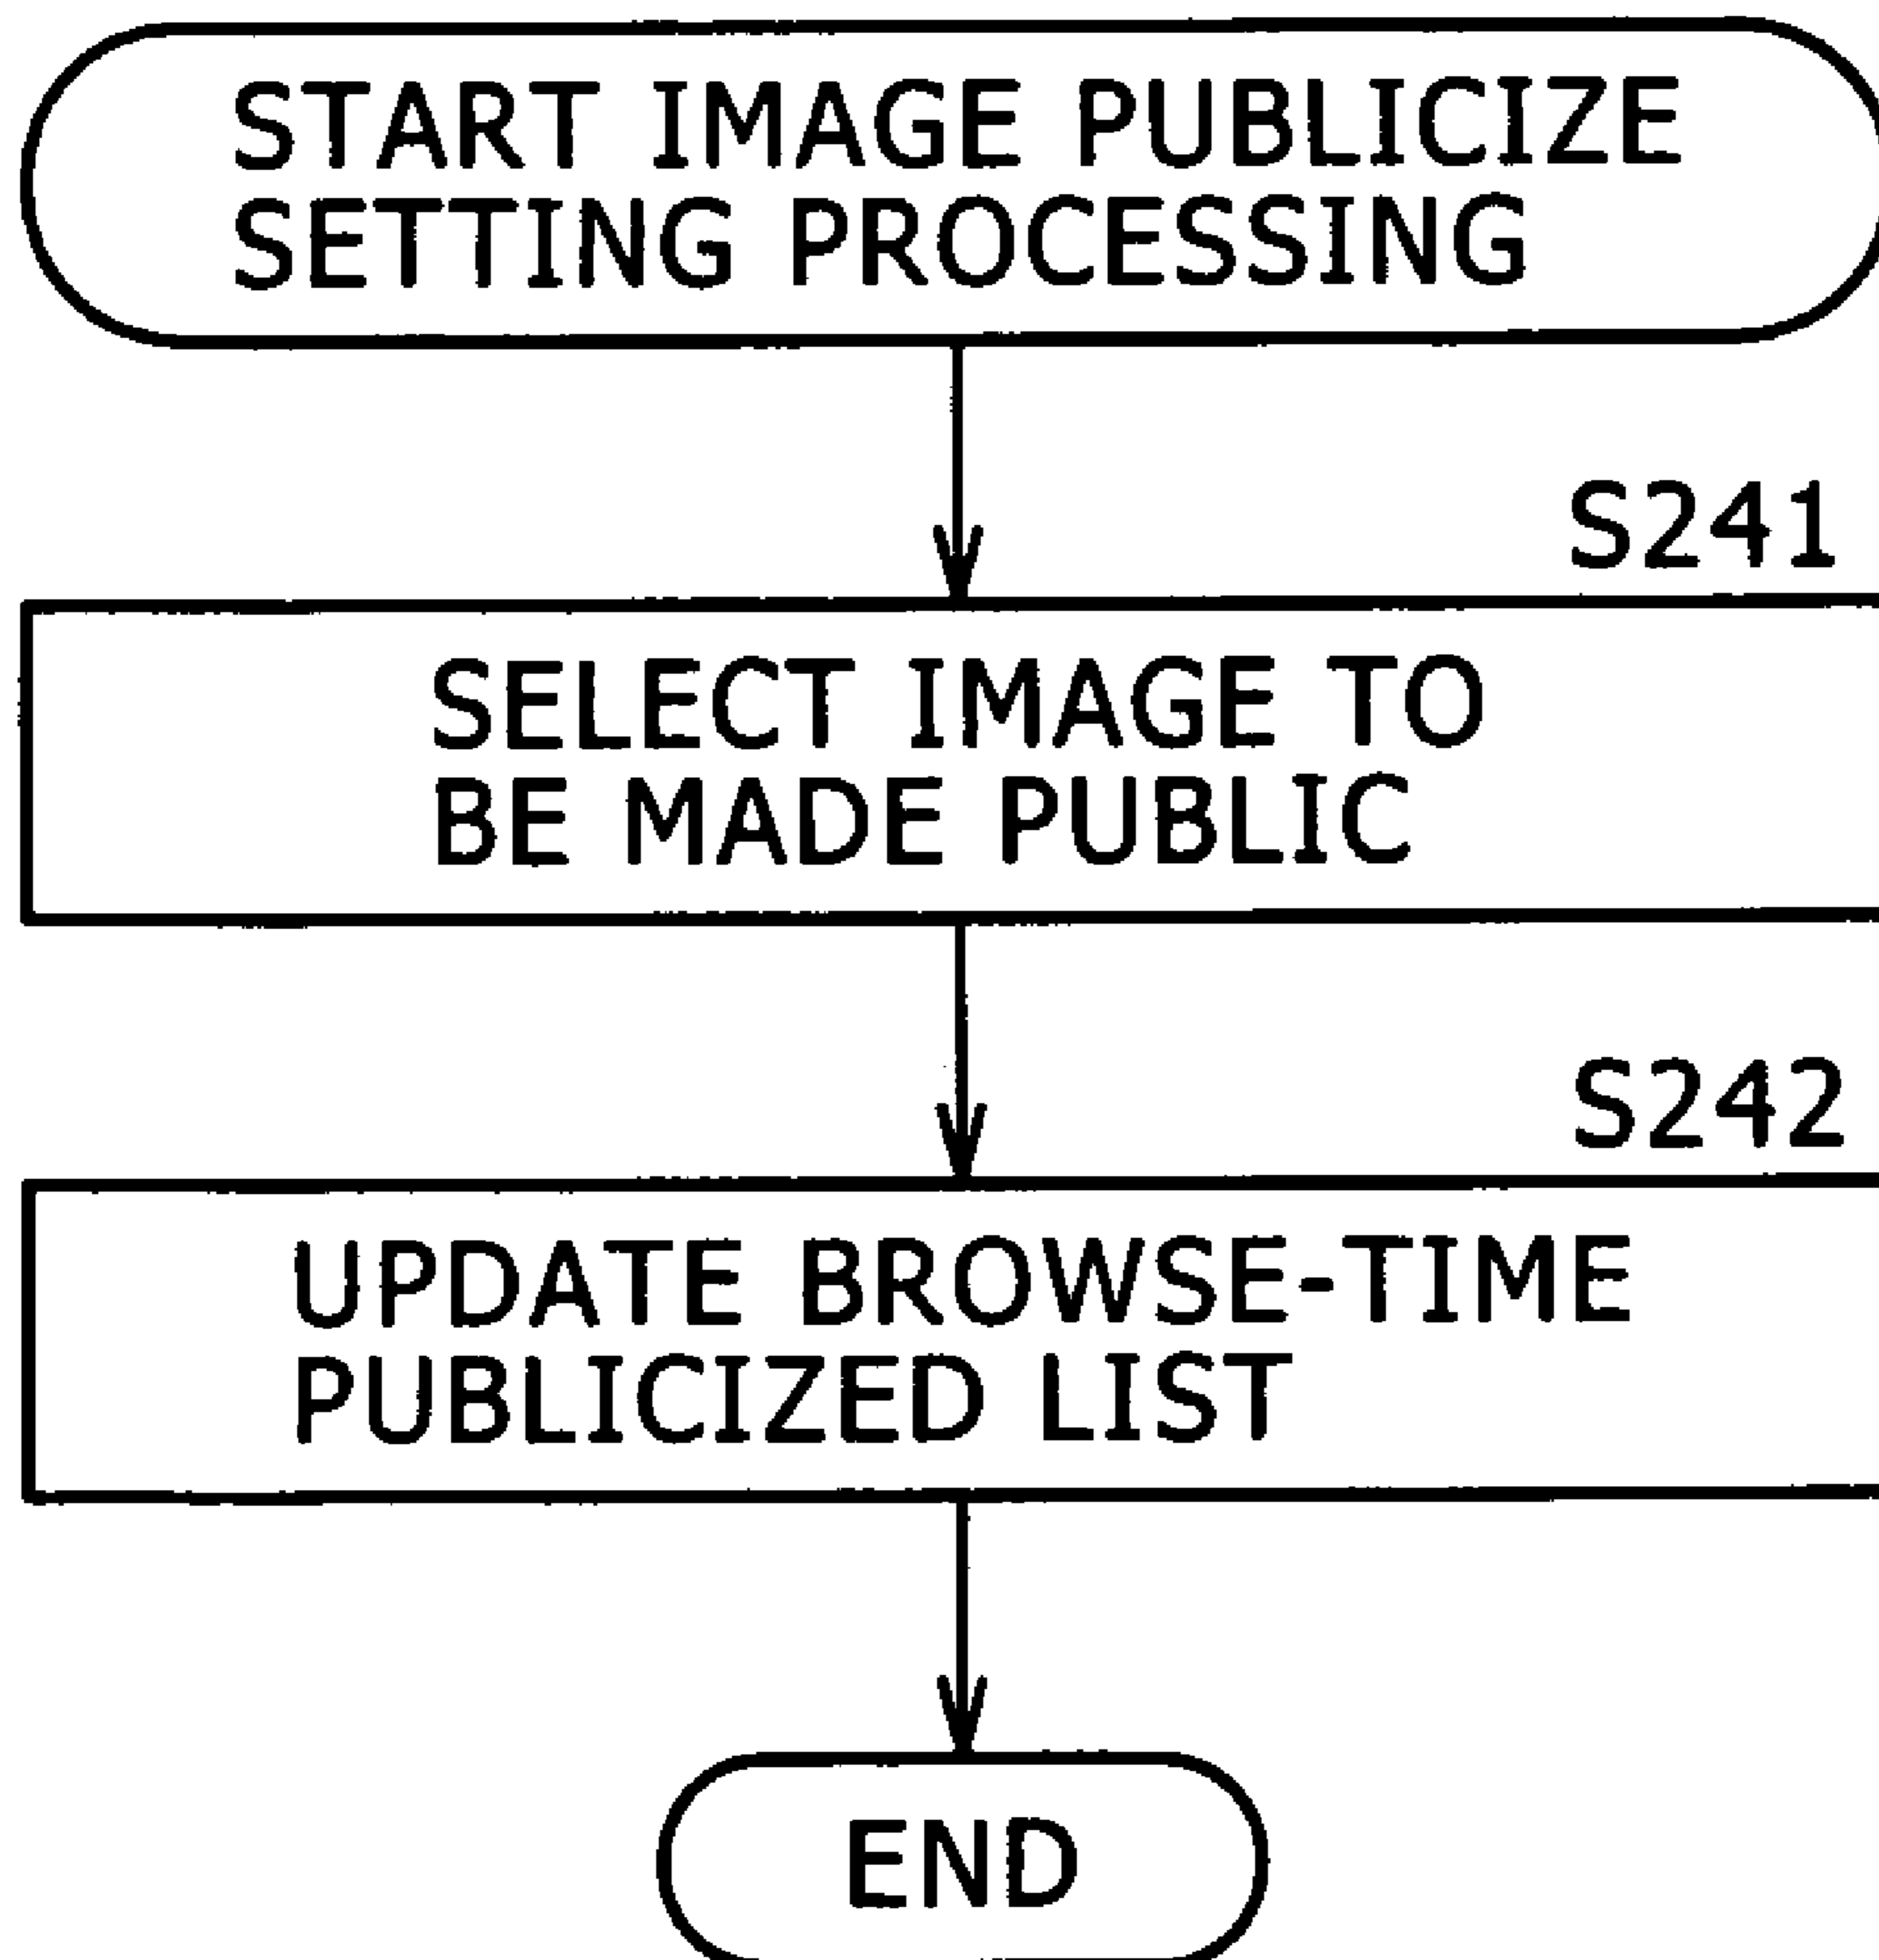 START IMAGE PUBLICIZE
SETTING PROCESSING
S241
SELECT IMAGE TO
BE MADE PUBLIC
S242
UPDATE BROWSE-TIME
PUBLICIZED LIST
END